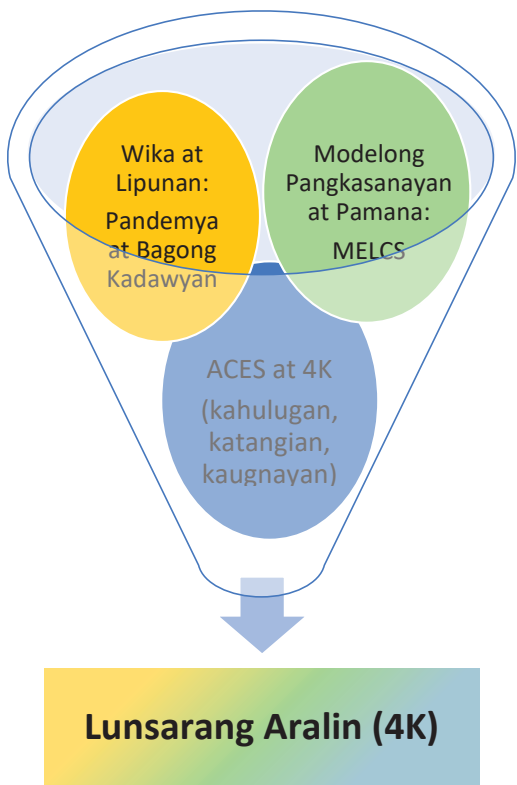 Wika at
Lipunan:
Pandemya
at Bagong
Kadawyan
Modelong
Pangkasanayan
at Pamana:
MELCS
ACES at 4K
(kahulugan,
katangian,
kaugnayan)
Lunsarang Aralin (4K)